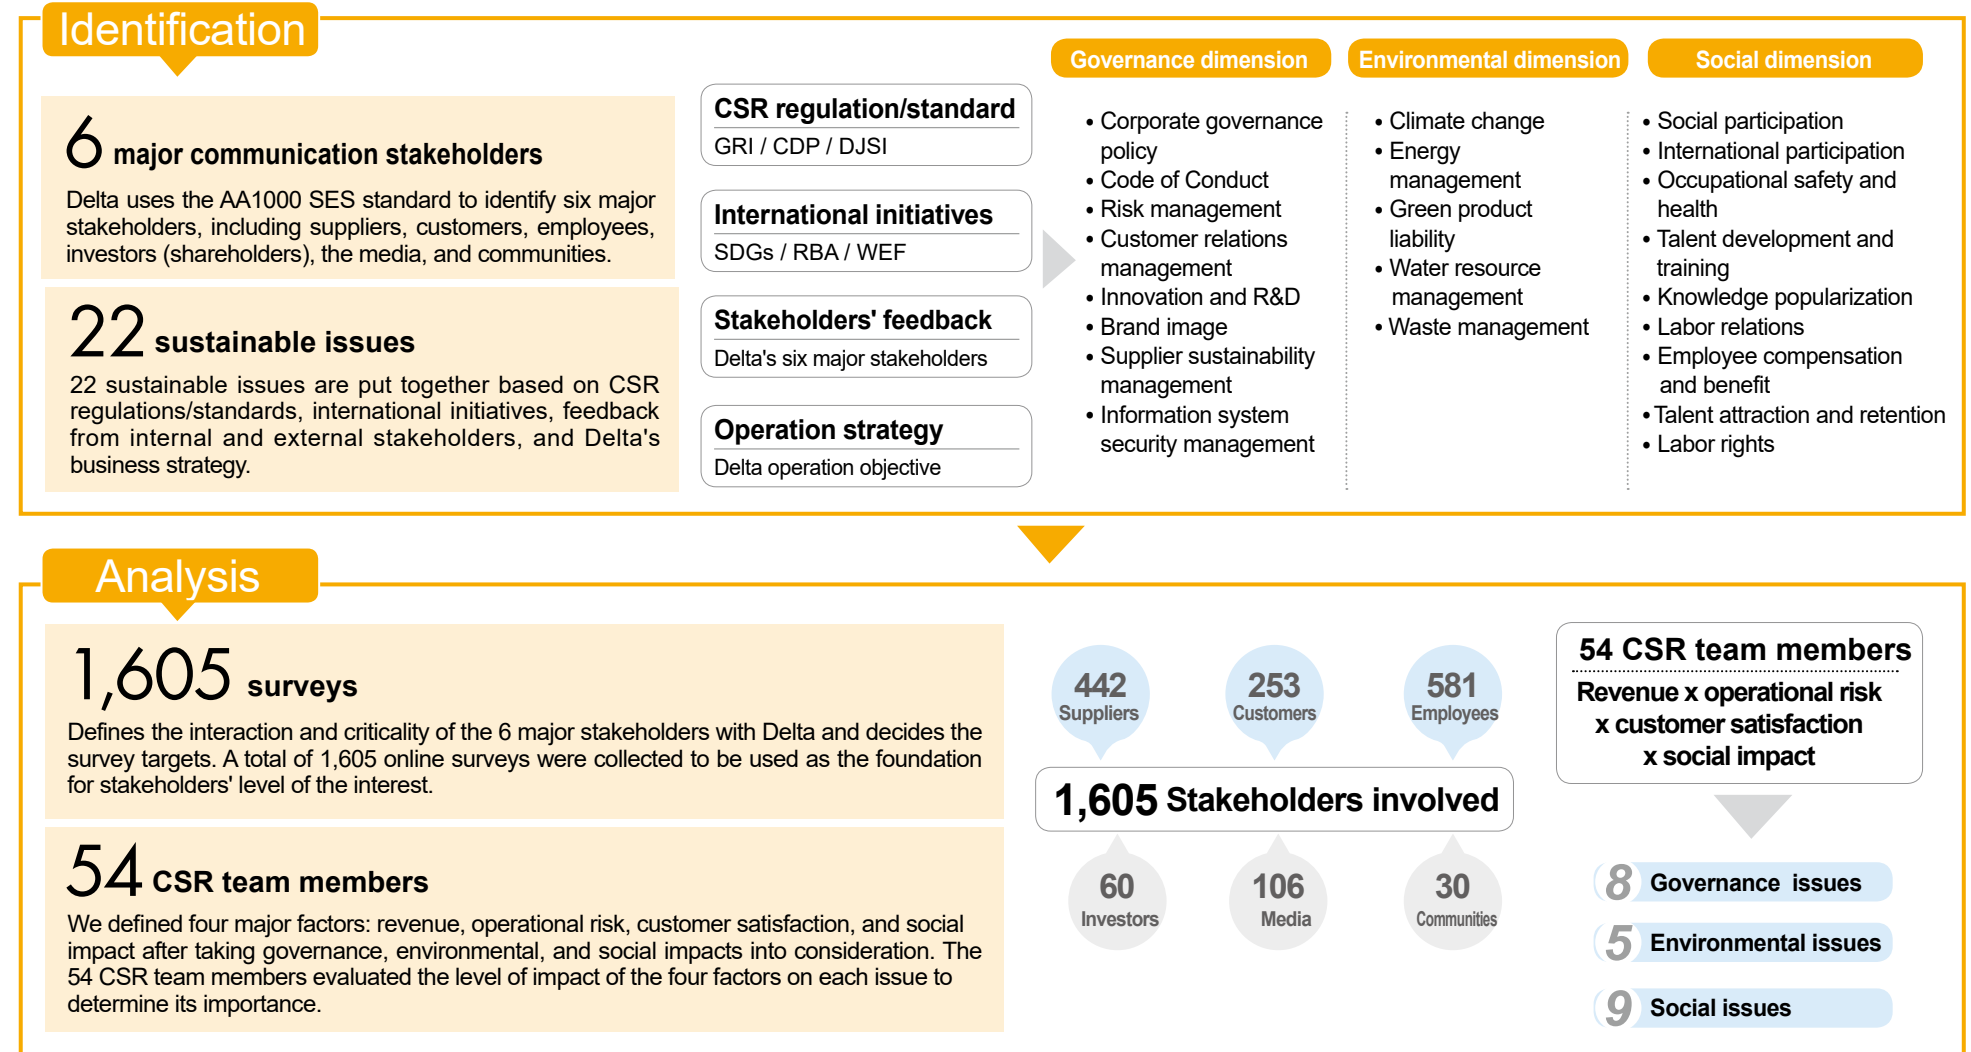 Identification
6 major communication stakeholders
Delta uses the AA1000 SES standard to identify six major
stakeholders, including suppliers, customers, employees,
investors (shareholders), the media, and communities.
22 sustainable issues
22 sustainable issues are put together based on CSR
regulations/standards, international initiatives, feedback
from internal and external stakeholders, and Delta's
business strategy.
CSR regulation/standard
GRI / CDP / DJSI
International initiatives
SDGs / RBA / WEF
Stakeholders' feedback
Delta's six major stakeholders
Operation strategy
Delta operation objective
Governance dimension
• Corporate governance
policy
• Code of Conduct
• Risk management
• Customer relations
management
• Innovation and R&D
• Brand image
• Supplier sustainability
management
• Information system
security management
Environmental dimension
• Climate change
• Energy
management
• Green product
liability
• Water resource
management
• Waste management
Social dimension
• Social participation
• International participation
• Occupational safety and
health
• Talent development and
training
• Knowledge popularization
• Labor relations
• Employee compensation
and benefit
• Talent attraction and retention
• Labor rights
Analysis
1,605 surveys
Defines the interaction and criticality of the 6 major stakeholders with Delta and decides the
survey targets. A total of 1,605 online surveys were collected to be used as the foundation
for stakeholders' level of the interest.
54 CSR team members
We defined four major factors: revenue, operational risk, customer satisfaction, and social
impact after taking governance, environmental, and social impacts into consideration. The
54 CSR team members evaluated the level of impact of the four factors on each issue to
determine its importance.
442
Suppliers
253
Customers
581
Employees
1,605 Stakeholders involved
60
Investors
106
Media
30
Communities
54 CSR team members
Revenue x operational risk
x customer satisfaction
x social impact
8 Governance issues
5 Environmental issues
9 Social issues